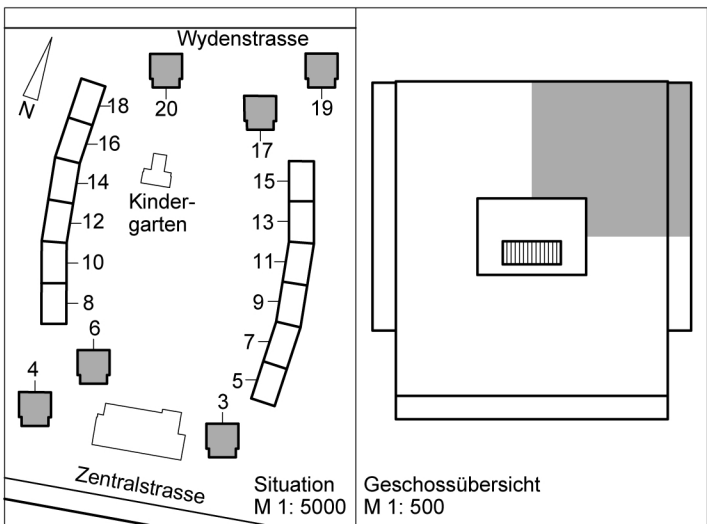 Wydenstrasse
N
18
20
19
16
17
14
15
Kinder-
garten
12
13
10
11
8
9
6
7
4
5
3
Zentralstrasse
Situation
M 1: 5000
Geschossübersicht
M 1: 500